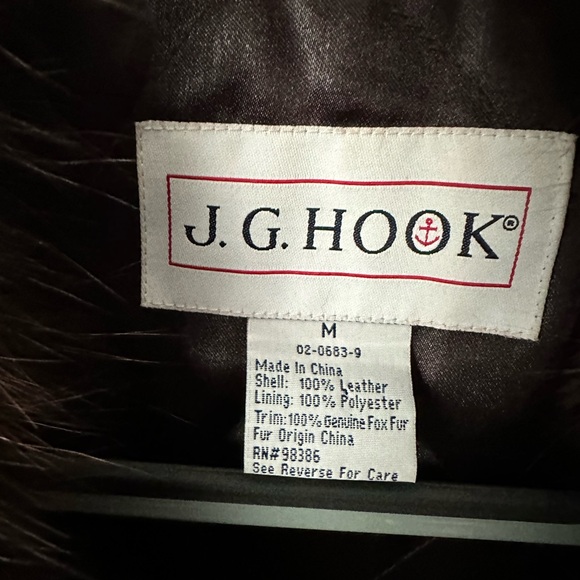 J. G. HOOK®
M
02-0683-9
Made In China
Shell: 100% Leather
Lining: 100% Polyester
Trim:100% Genuine Fox Fur
Fur Origin China
RN#98386
See Reverse For Care